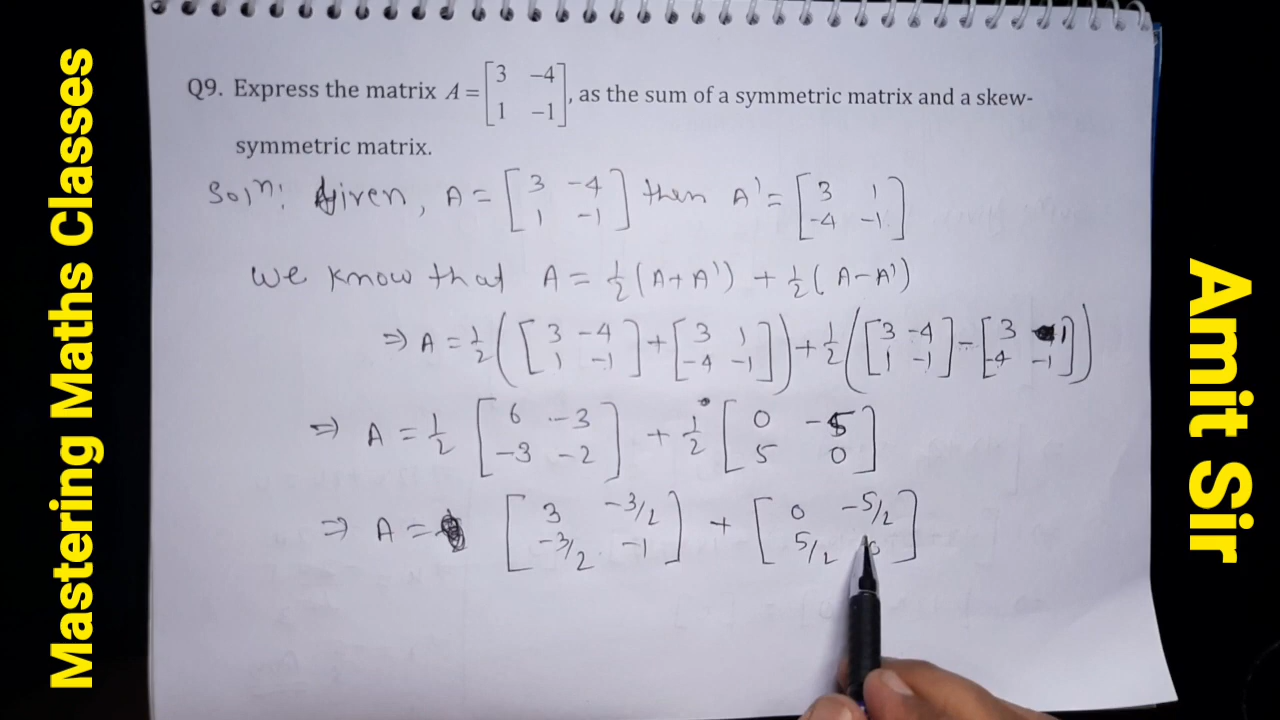 Mastering Maths Classes
Q9. Express the matrix A = [3 −4; 1 −1], as the sum of a symmetric matrix and a skew-
symmetric matrix.
Solⁿ: Given, A = [3 −4; 1 −1] then A' = [3 1; −4 −1]
We know that A = 1/2 (A+A') + 1/2 (A−A')
⇒ A = 1/2 ([3 −4; 1 −1] + [3 1; −4 −1]) + 1/2 ([3 −4; 1 −1] − [3 1; −4 −1])
⇒ A = 1/2 [6 −3; −3 −2] + 1/2 [0 −5; 5 0]
⇒ A = [3 −3/2; −3/2 −1] + [0 −5/2; 5/2 0]
Amit Sir